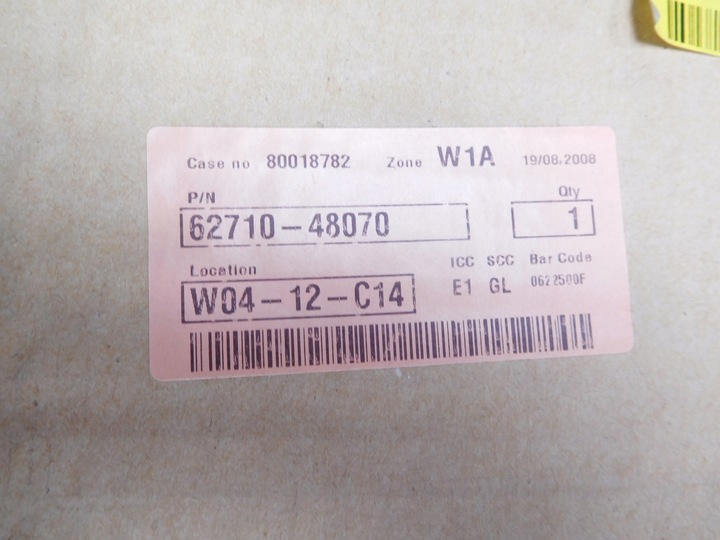 Case no 80018782 Zone W1A 19/08/2008
P/N Qty
62710-48070 1
Location ICC SCC Bar Code
W04-12-C14 E1 GL 0622500F